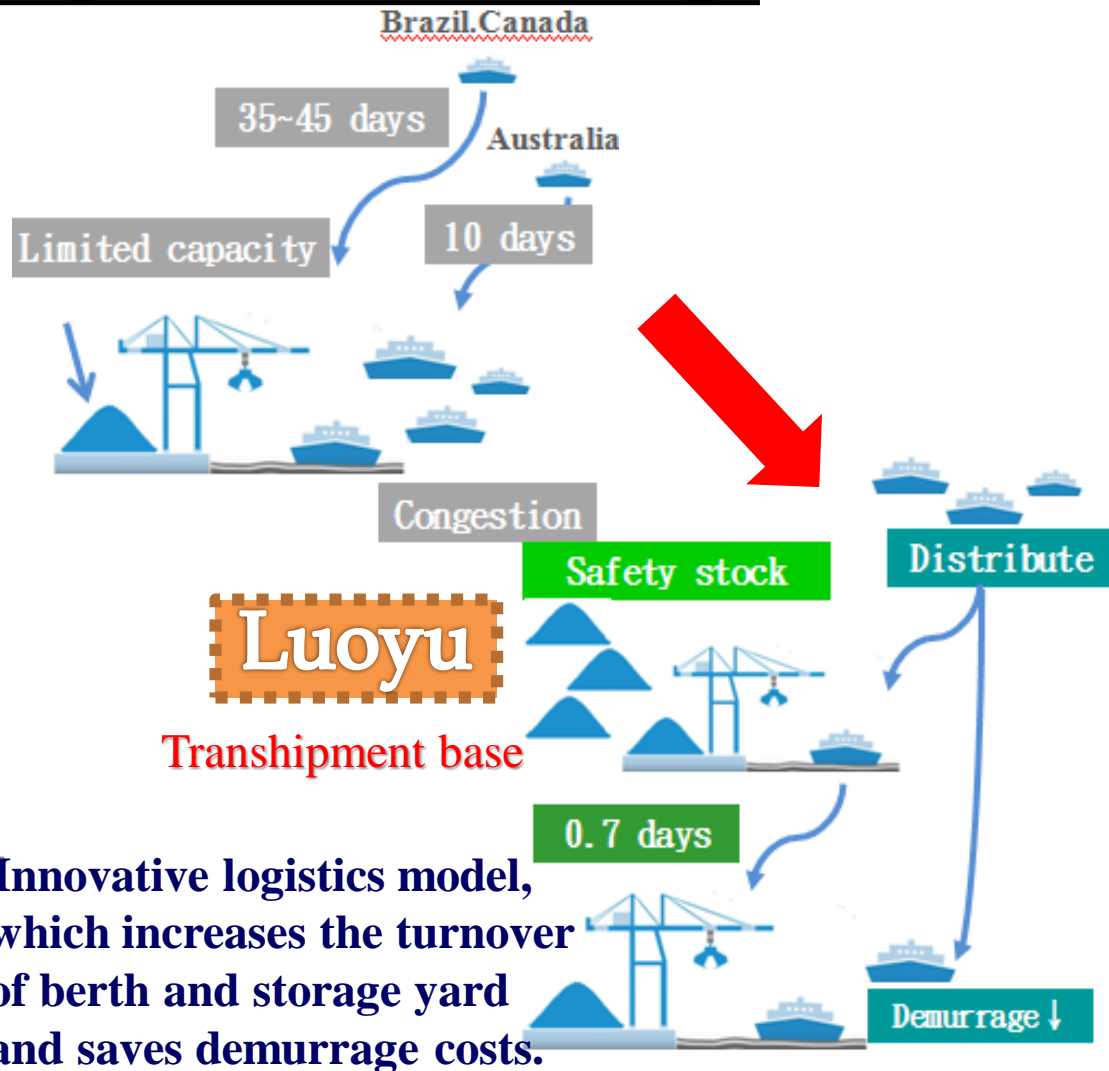 Brazil.Canada
35~45 days
Australia
Limited capacity
10 days
Congestion
Safety stock
Distribute
Luoyu
Transhipment base
0.7 days
Innovative logistics model,
which increases the turnover
of berth and storage yard
and saves demurrage costs.
Demurrage↓